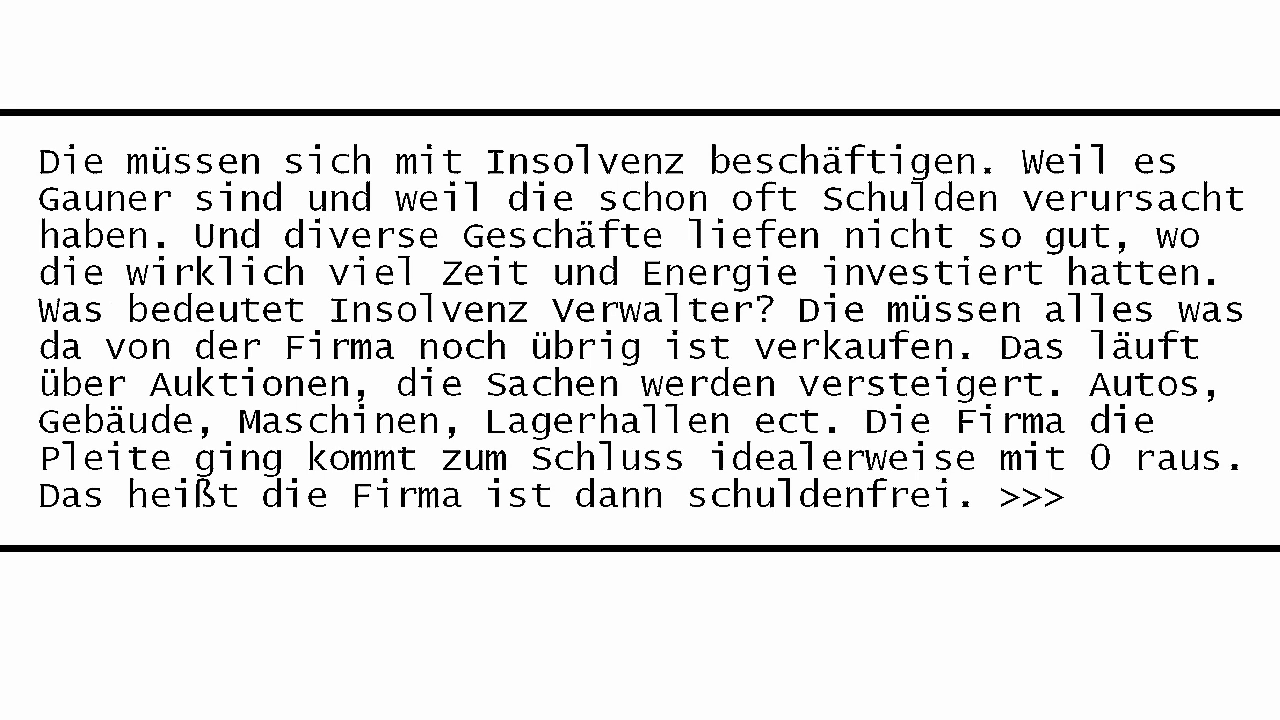 Die müssen sich mit Insolvenz beschäftigen. Weil es
Gauner sind und weil die schon oft Schulden verursacht
haben. Und diverse Geschäfte liefen nicht so gut, wo
die wirklich viel Zeit und Energie investiert hatten.
Was bedeutet Insolvenz Verwalter? Die müssen alles was
da von der Firma noch übrig ist verkaufen. Das läuft
über Auktionen, die Sachen werden versteigert. Autos,
Gebäude, Maschinen, Lagerhallen ect. Die Firma die
Pleite ging kommt zum Schluss idealerweise mit 0 raus.
Das heißt die Firma ist dann schuldenfrei. >>>